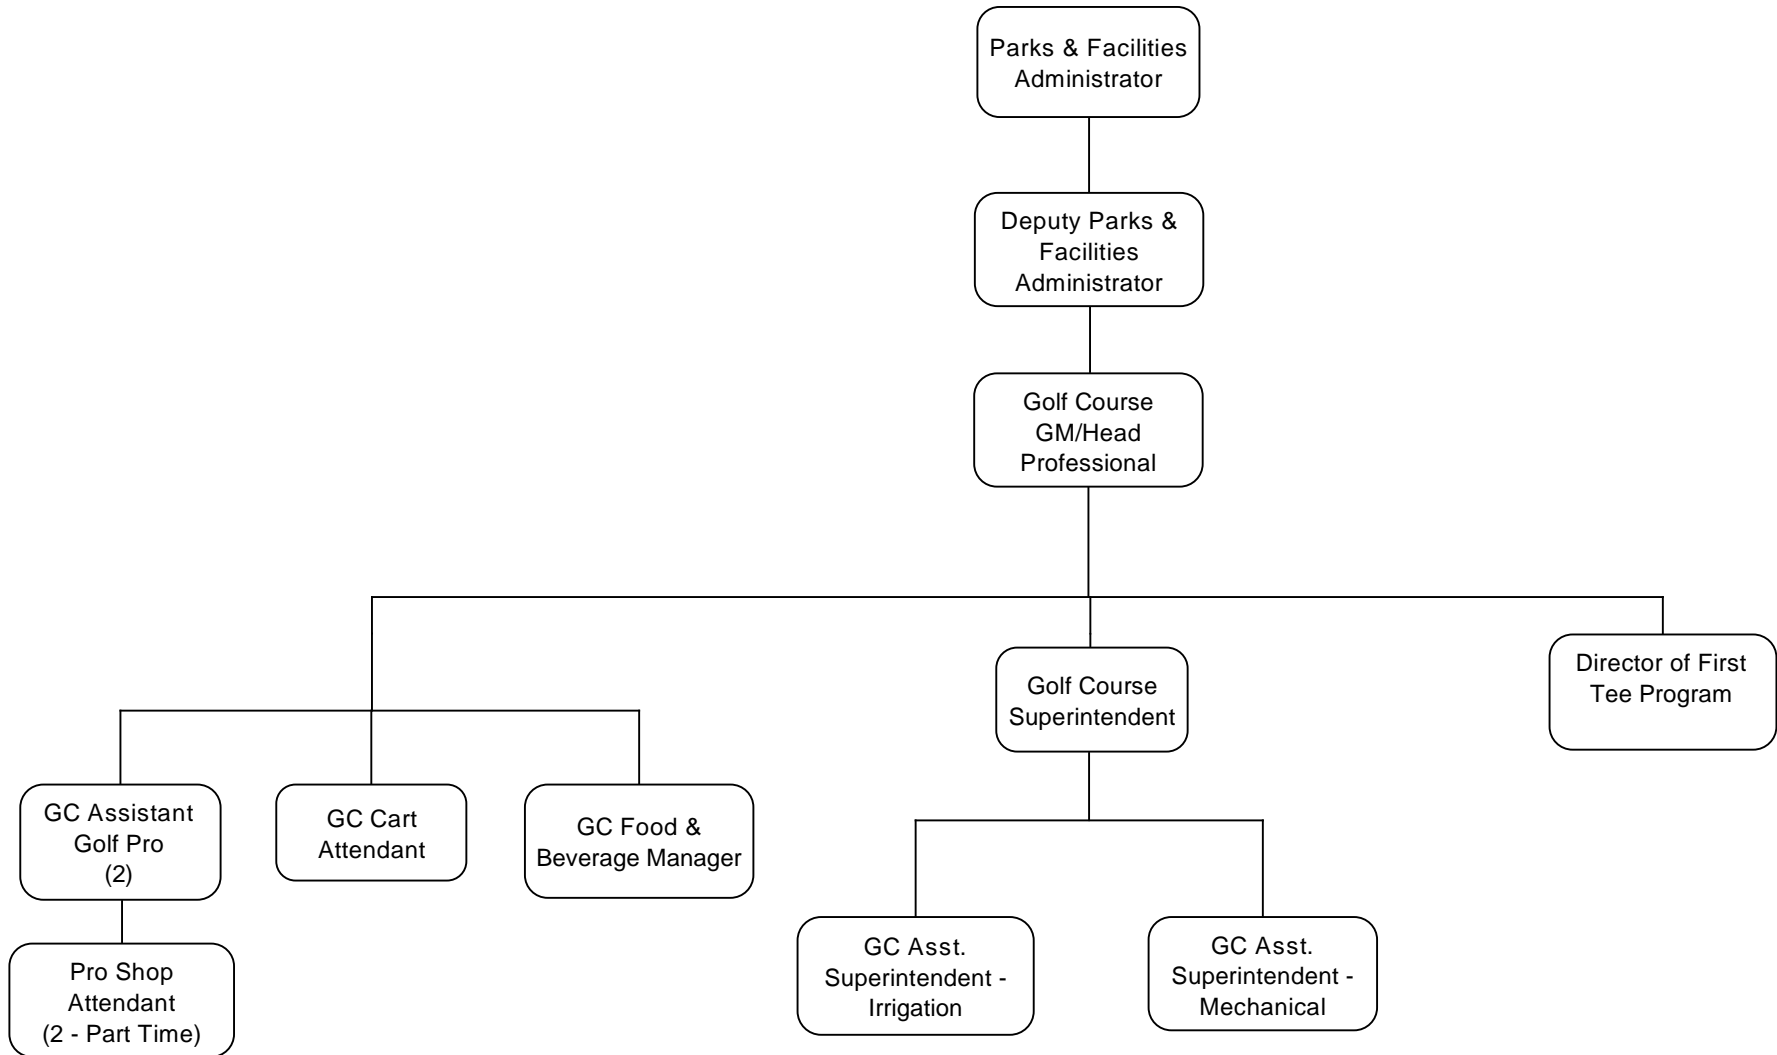 Parks & Facilities
Administrator
Deputy Parks &
Facilities
Administrator
Golf Course
GM/Head
Professional
Golf Course
Superintendent
Director of First
Tee Program
GC Assistant
Golf Pro
(2)
GC Cart
Attendant
GC Food &
Beverage Manager
Pro Shop
Attendant
(2 - Part Time)
GC Asst.
Superintendent -
Irrigation
GC Asst.
Superintendent -
Mechanical